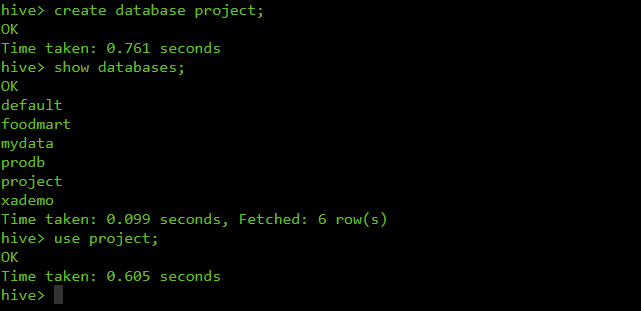 hive> create database project;
OK
Time taken: 0.761 seconds
hive> show databases;
OK
default
foodmart
mydata
prodb
project
xademo
Time taken: 0.099 seconds, Fetched: 6 row(s)
hive> use project;
OK
Time taken: 0.605 seconds
hive>